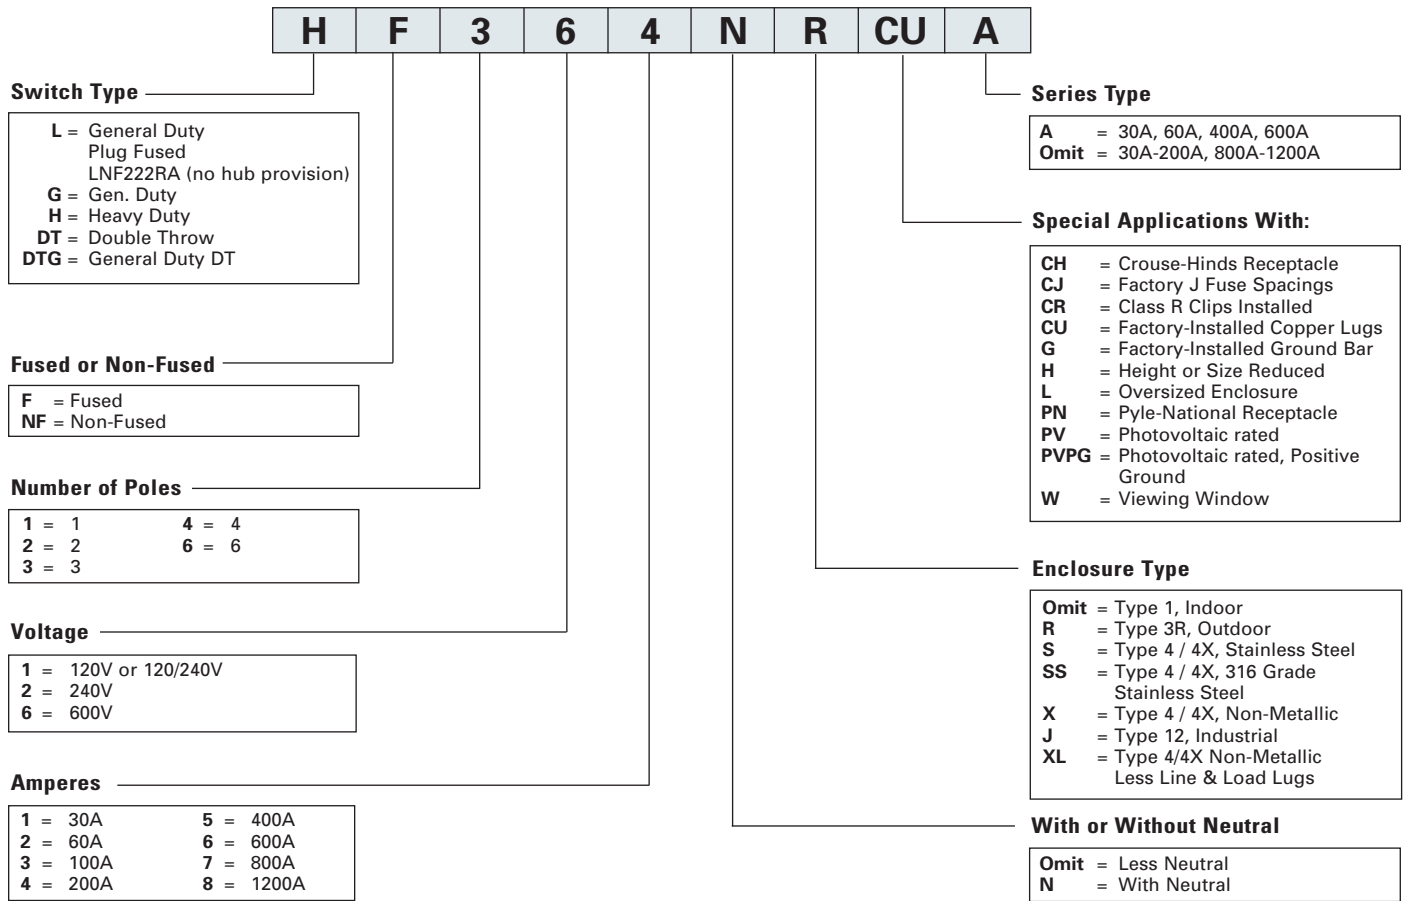 H F 3 6 4 N R CU A
Switch Type
L = General Duty
Plug Fused
LNF222RA (no hub provision)
G = Gen. Duty
H = Heavy Duty
DT = Double Throw
DTG = General Duty DT
Fused or Non-Fused
F = Fused
NF = Non-Fused
Number of Poles
1 = 1 4 = 4
2 = 2 6 = 6
3 = 3
Voltage
1 = 120V or 120/240V
2 = 240V
6 = 600V
Amperes
1 = 30A 5 = 400A
2 = 60A 6 = 600A
3 = 100A 7 = 800A
4 = 200A 8 = 1200A
Series Type
A = 30A, 60A, 400A, 600A
Omit = 30A-200A, 800A-1200A
Special Applications With:
CH = Crouse-Hinds Receptacle
CJ = Factory J Fuse Spacings
CR = Class R Clips Installed
CU = Factory-Installed Copper Lugs
G = Factory-Installed Ground Bar
H = Height or Size Reduced
L = Oversized Enclosure
PN = Pyle-National Receptacle
PV = Photovoltaic rated
PVPG = Photovoltaic rated, Positive
Ground
W = Viewing Window
Enclosure Type
Omit = Type 1, Indoor
R = Type 3R, Outdoor
S = Type 4 / 4X, Stainless Steel
SS = Type 4 / 4X, 316 Grade
Stainless Steel
X = Type 4 / 4X, Non-Metallic
J = Type 12, Industrial
XL = Type 4/4X Non-Metallic
Less Line & Load Lugs
With or Without Neutral
Omit = Less Neutral
N = With Neutral